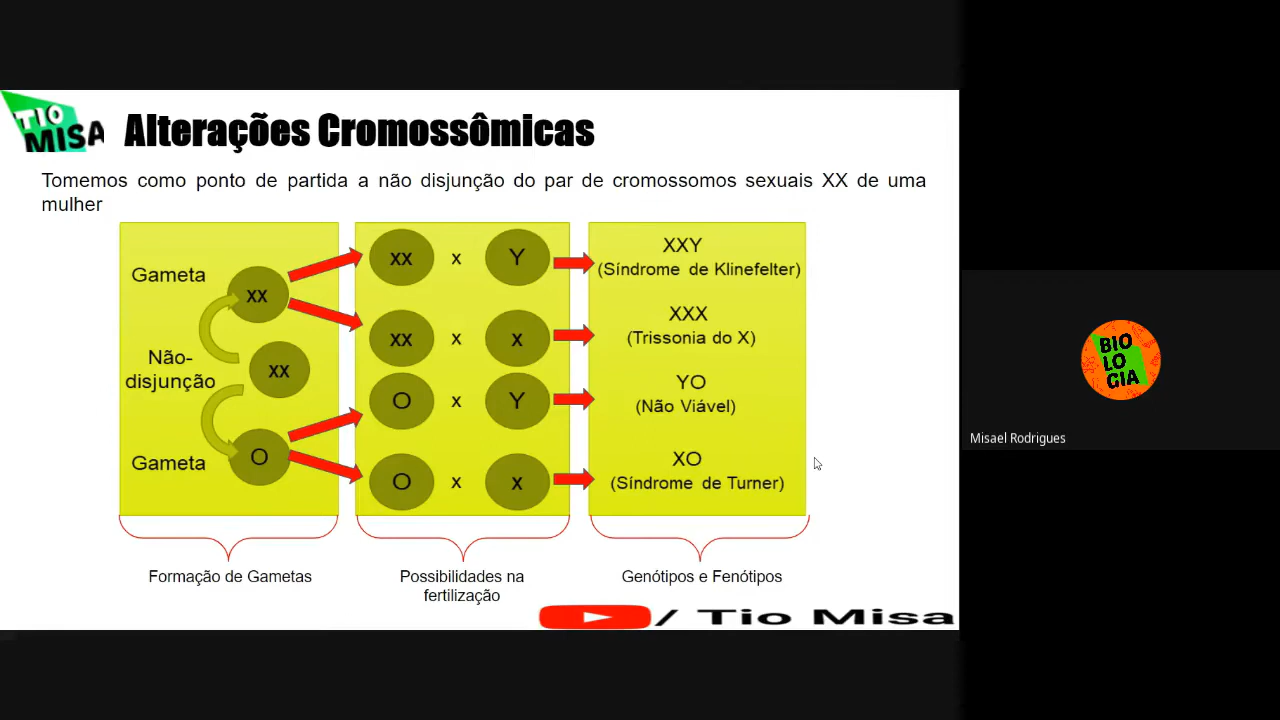 TIO
MISA
Alterações Cromossômicas
Tomemos como ponto de partida a não disjunção do par de cromossomos sexuais XX de uma
mulher
Gameta
xx
Não-
disjunção
xx
Gameta
O
xx x Y
xx x x
O x Y
O x x
XXY
(Síndrome de Klinefelter)
XXX
(Trissonia do X)
YO
(Não Viável)
XO
(Síndrome de Turner)
Formação de Gametas
Possibilidades na
fertilização
Genótipos e Fenótipos
/ Tio Misa
BIO
LO
GIA
Misael Rodrigues